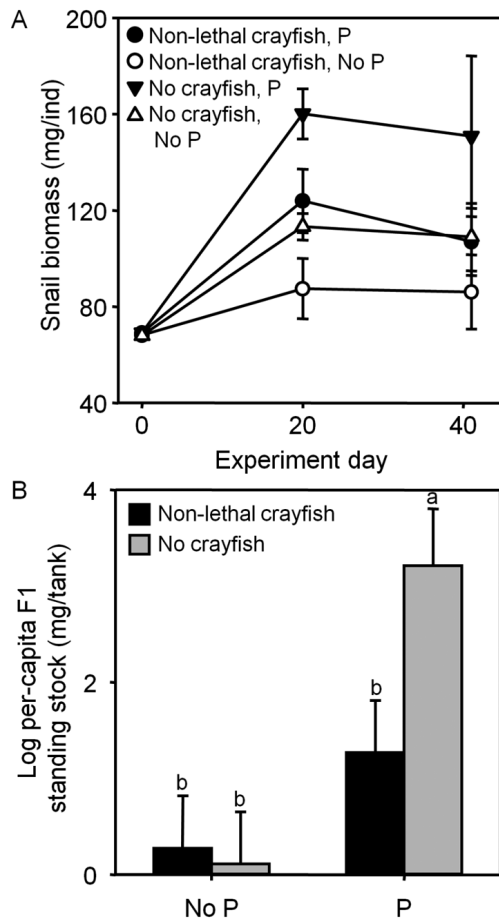 A
200
160
120
80
40
Snail biomass (mg/ind)
Non-lethal crayfish, P
Non-lethal crayfish, No P
No crayfish, P
No crayfish,
No P
0
20
40
Experiment day
B
4
2
0
Log per-capita F1
standing stock (mg/tank)
Non-lethal crayfish
No crayfish
b
b
b
a
No P
P